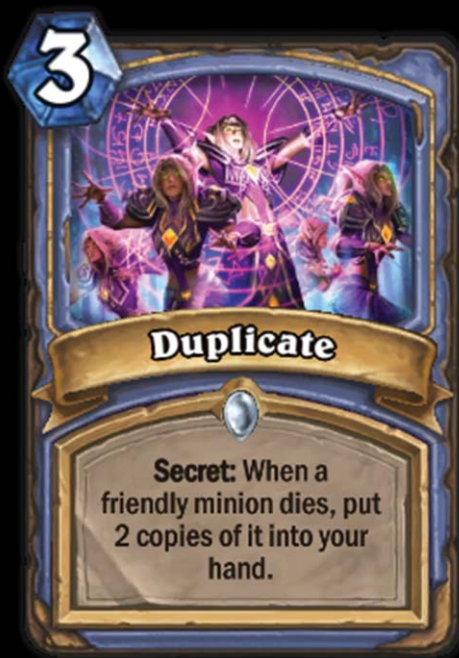 3
Duplicate
Secret: When a
friendly minion dies, put
2 copies of it into your
hand.